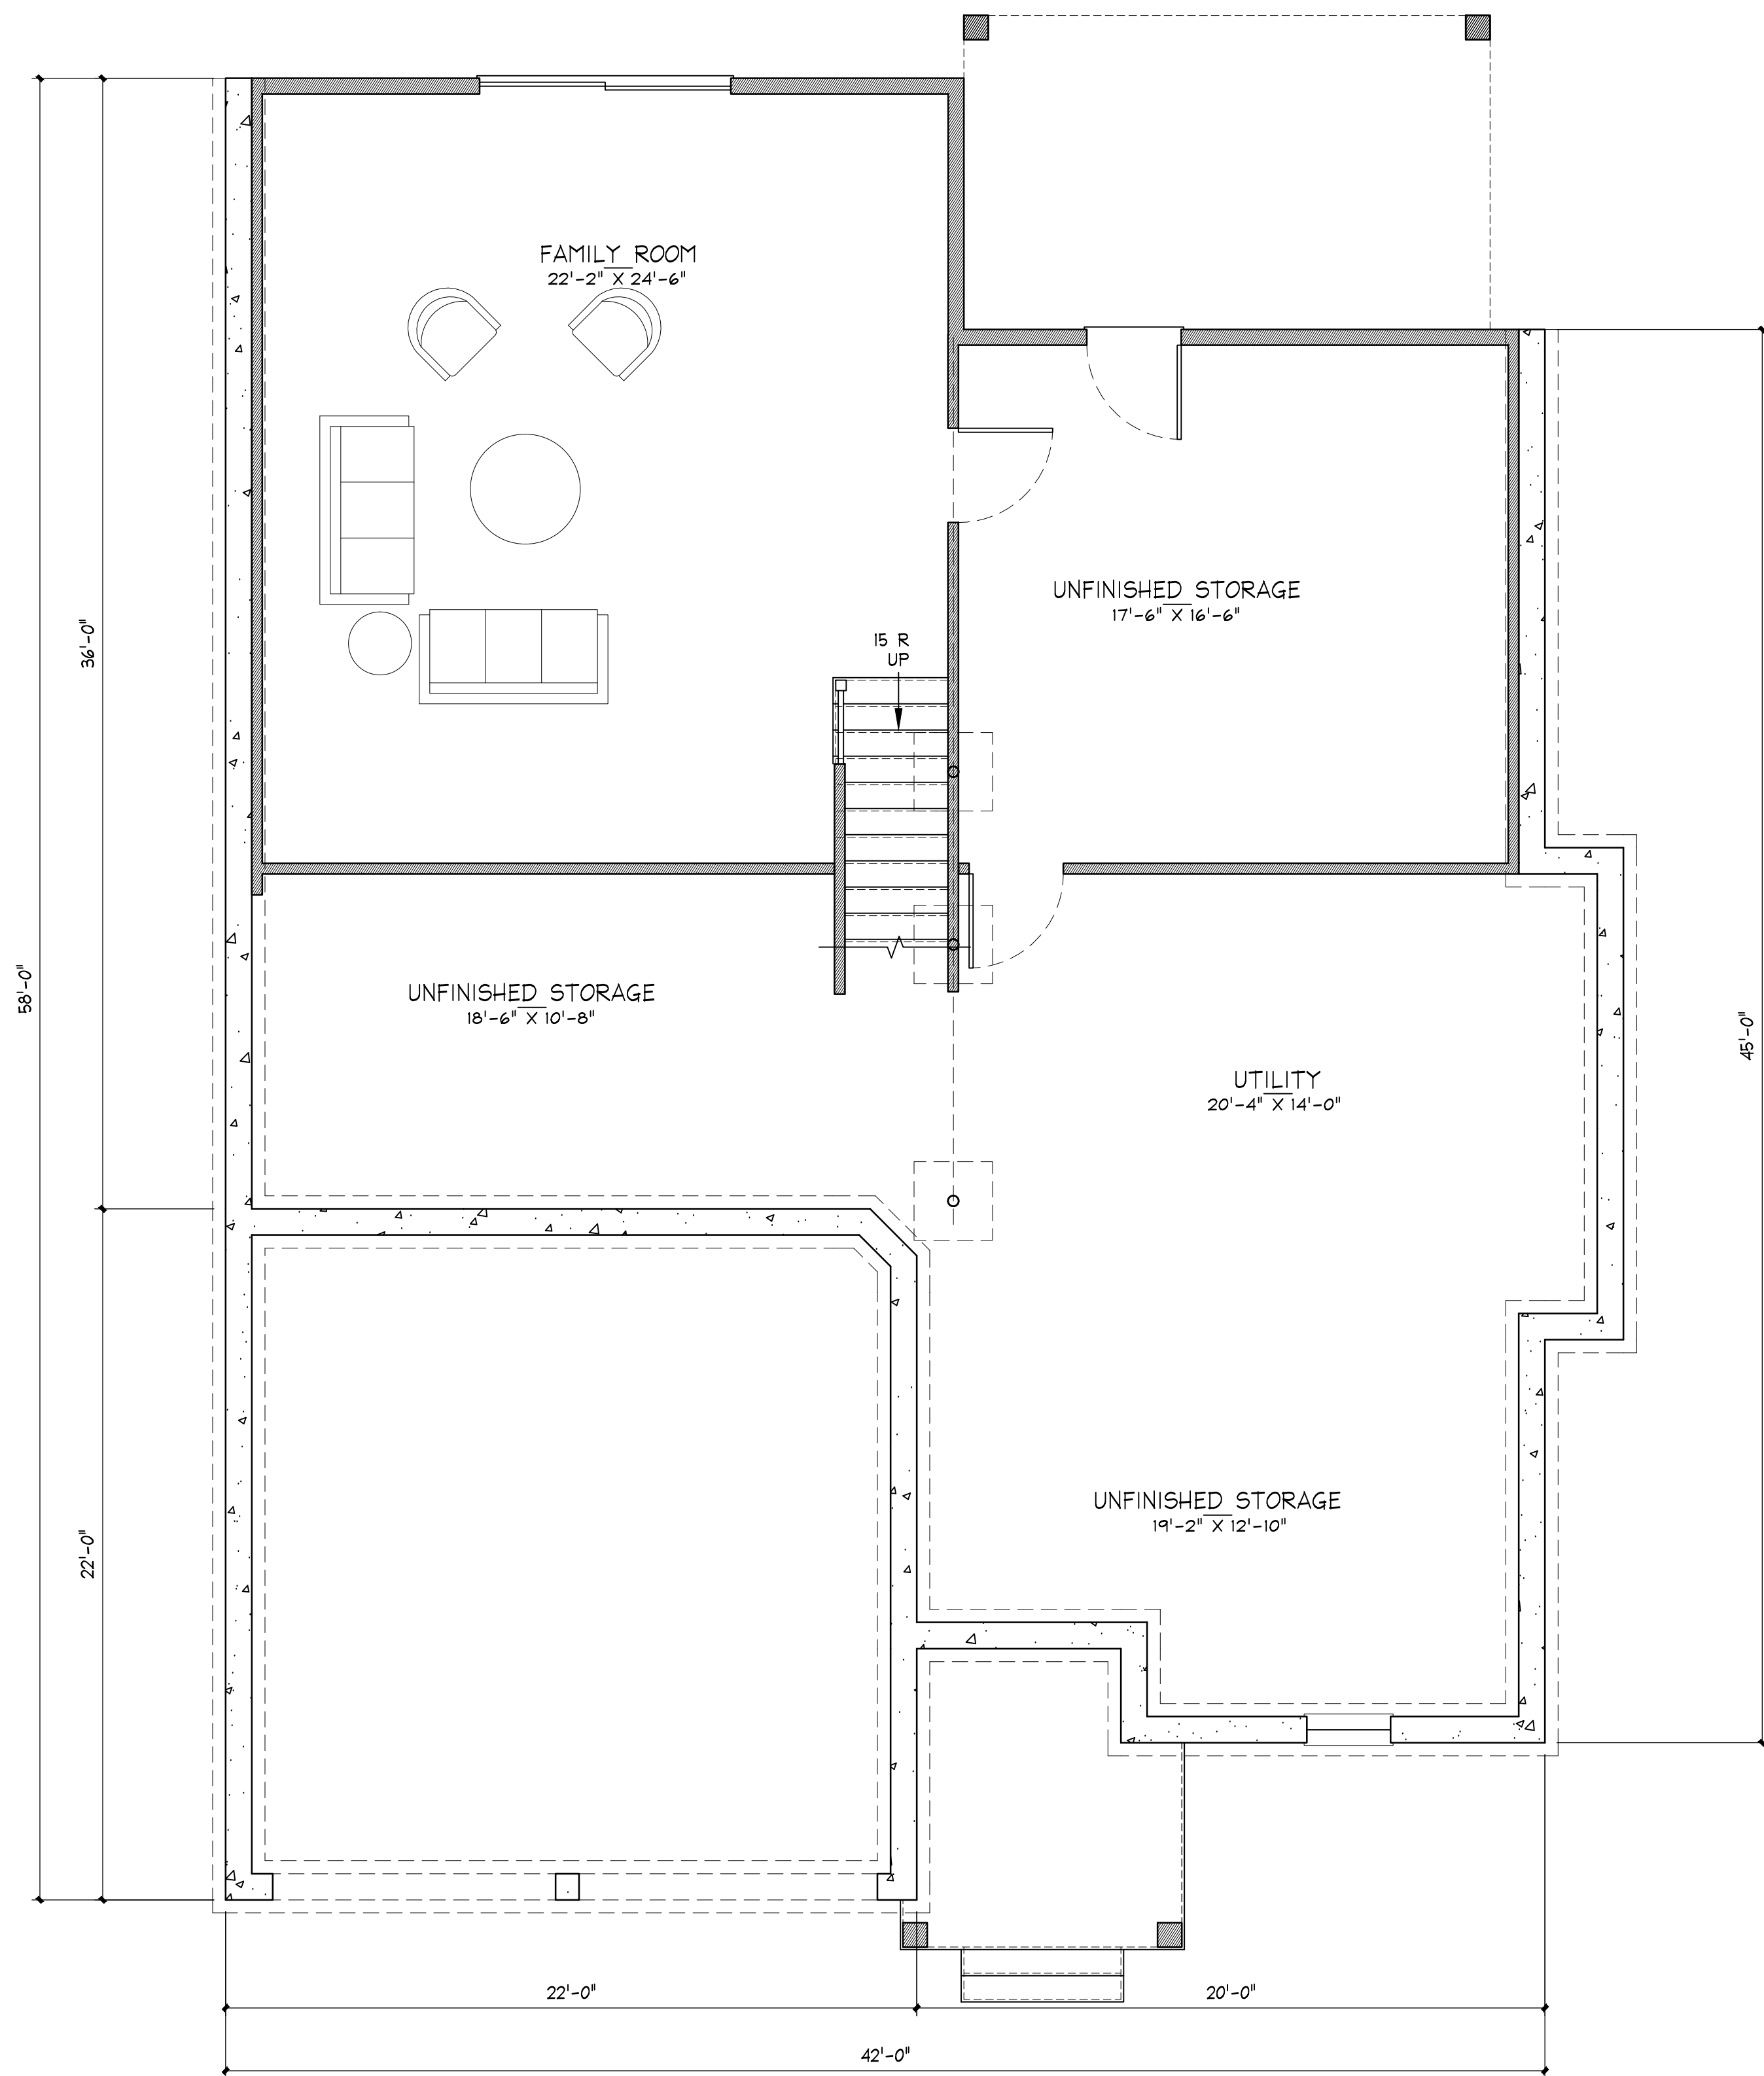 FAMILY ROOM
22'-2" X 24'-6"
UNFINISHED STORAGE
17'-6" X 16'-6"
15 R
UP
36'-0"
58'-0"
UNFINISHED STORAGE
18'-6" X 10'-8"
45'-0"
UTILITY
20'-4" X 14'-0"
UNFINISHED STORAGE
19'-2" X 12'-10"
22'-0"
22'-0"
20'-0"
42'-0"